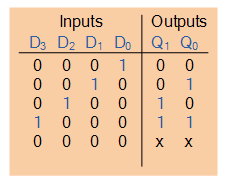 Inputs Outputs
D3 D2 D1 D0 Q1 Q0
0 0 0 1 0 0
0 0 1 0 0 1
0 1 0 0 1 0
1 0 0 0 1 1
0 0 0 0 x x